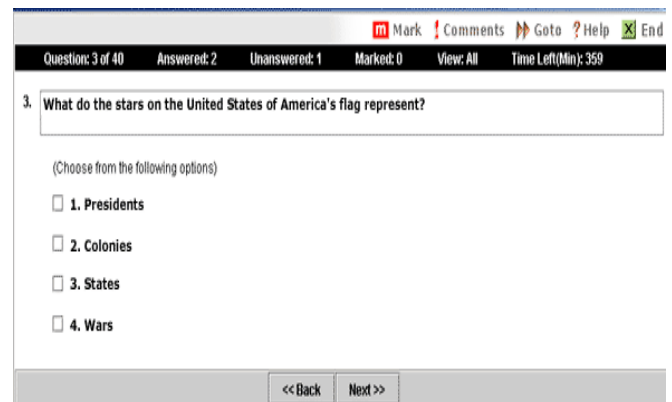 m Mark ! Comments Goto ? Help X End
Question: 3 of 40 Answered: 2 Unanswered: 1 Marked: 0 View: All Time Left(Min): 359
3. What do the stars on the United States of America's flag represent?
(Choose from the following options)
1. Presidents
2. Colonies
3. States
4. Wars
<< Back Next >>